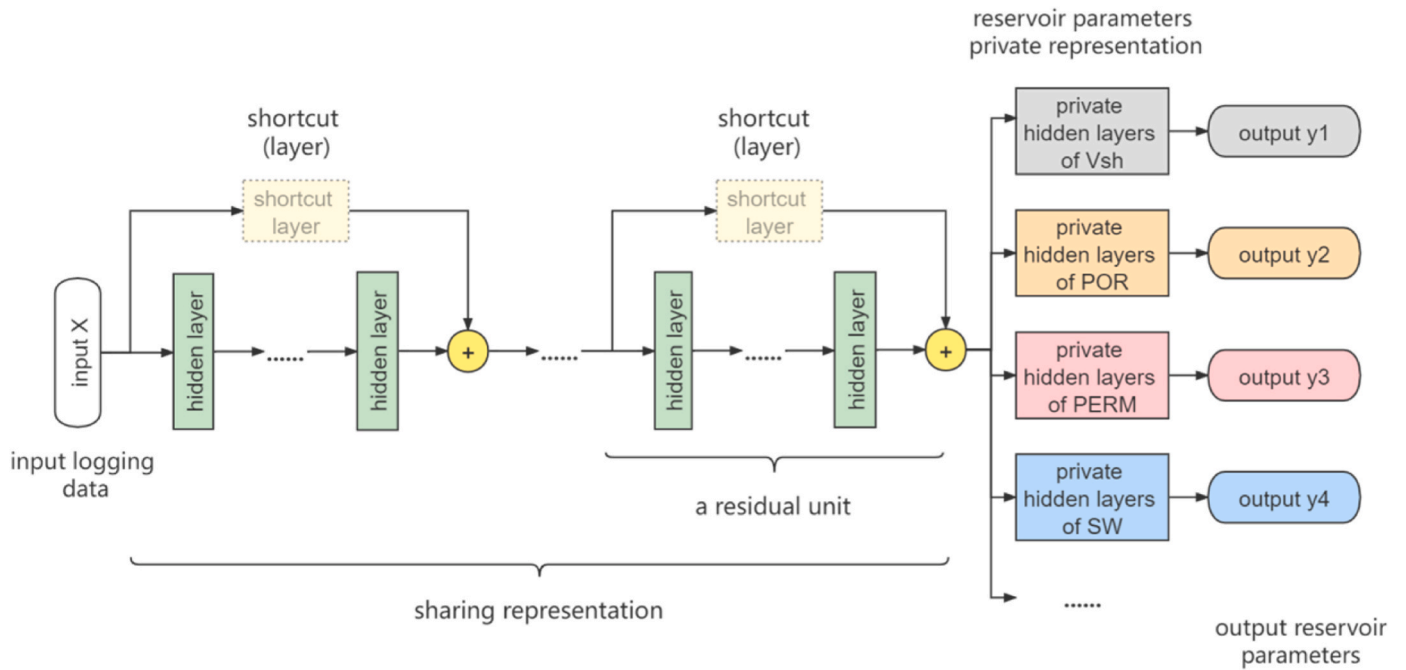 reservoir parameters
private representation
shortcut
(layer)
shortcut
(layer)
shortcut
layer
shortcut
layer
input X
hidden layer
......
hidden layer
+
......
hidden layer
......
hidden layer
+
private
hidden layers
of Vsh
output y1
private
hidden layers
of POR
output y2
private
hidden layers
of PERM
output y3
private
hidden layers
of SW
output y4
......
input logging
data
a residual unit
sharing representation
output reservoir
parameters